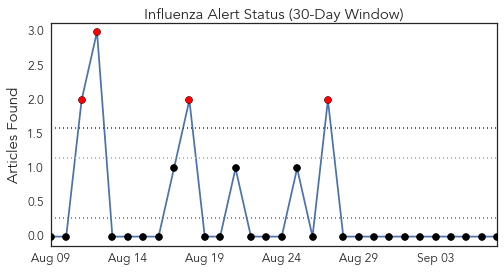 Influenza Alert Status (30-Day Window)
Articles Found
3.0
2.5
2.0
1.5
1.0
0.5
0.0
Aug 09 Aug 14 Aug 19 Aug 24 Aug 29 Sep 03